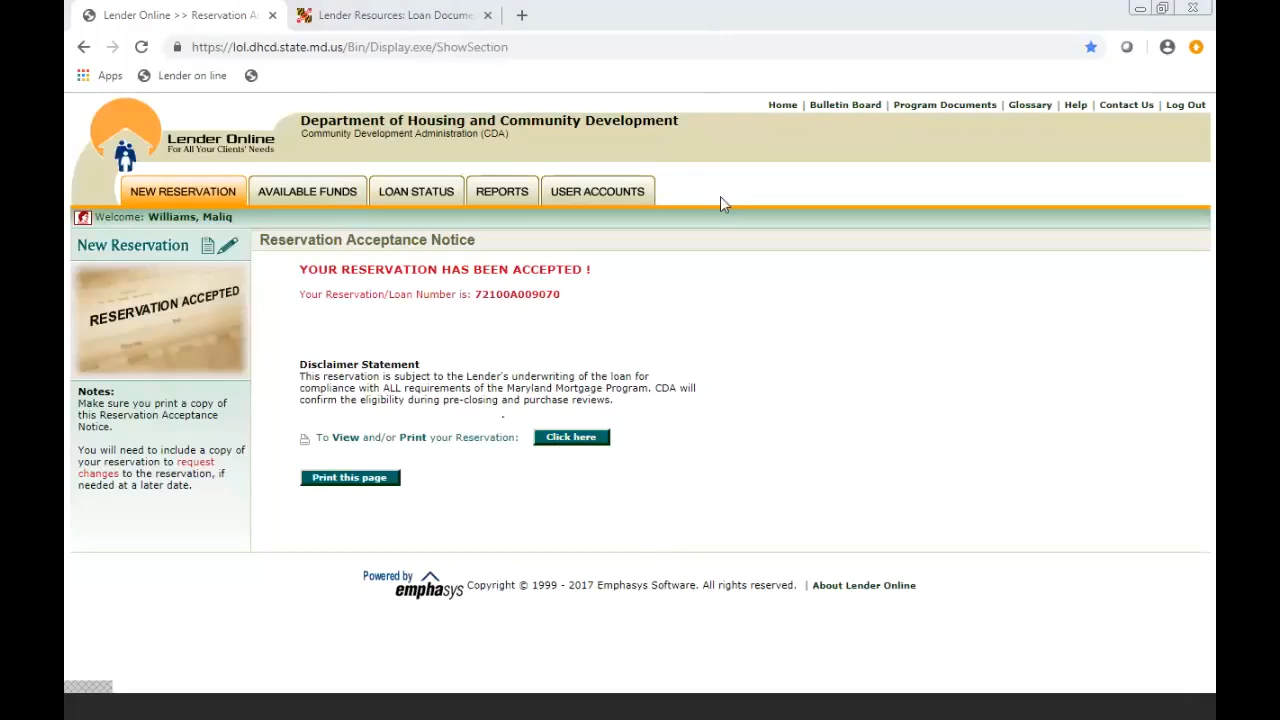 Lender Online >> Reservation A
Lender Resources: Loan Docume
https://lol.dhcd.state.md.us/Bin/Display.exe/ShowSection
Apps
Lender on line
Home | Bulletin Board | Program Documents | Glossary | Help | Contact Us | Log Out
Department of Housing and Community Development
Community Development Administration (CDA)
Lender Online
For All Your Clients' Needs
NEW RESERVATION
AVAILABLE FUNDS
LOAN STATUS
REPORTS
USER ACCOUNTS
Welcome: Williams, Maliq
New Reservation
Reservation Acceptance Notice
RESERVATION ACCEPTED
YOUR RESERVATION HAS BEEN ACCEPTED !
Your Reservation/Loan Number is: 72100A009070
Disclaimer Statement
This reservation is subject to the Lender's underwriting of the loan for
compliance with ALL requirements of the Maryland Mortgage Program. CDA will
confirm the eligibility during pre-closing and purchase reviews.
.
To View and/or Print your Reservation:
Click here
Print this page
Notes:
Make sure you print a copy of
this Reservation Acceptance
Notice.
You will need to include a copy of
your reservation to request
changes to the reservation, if
needed at a later date.
Powered by
emphasys
Copyright © 1999 - 2017 Emphasys Software. All rights reserved. | About Lender Online